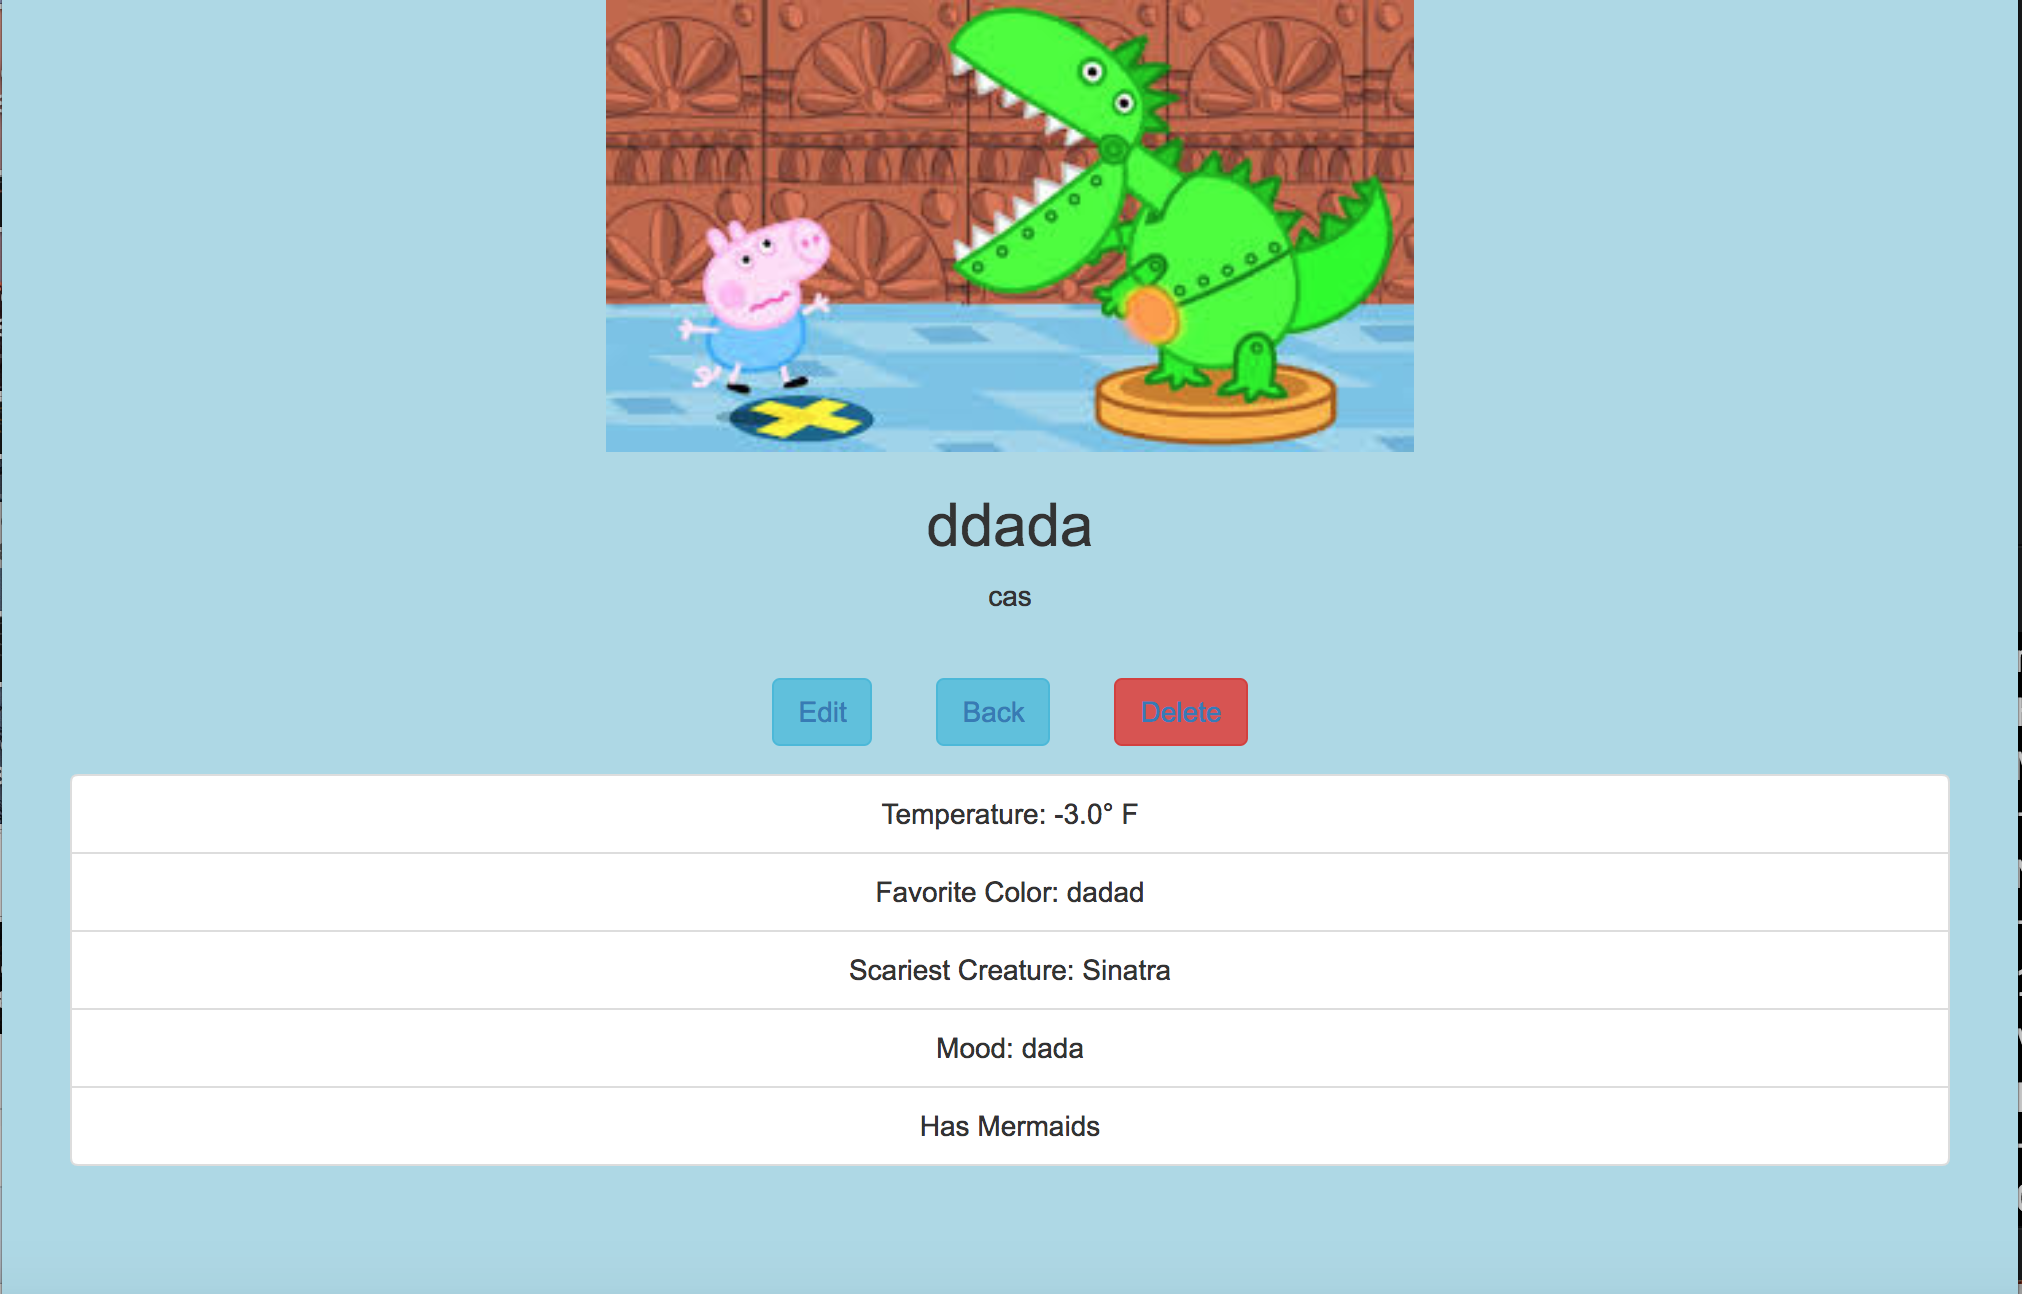 ddada
cas
Edit
Back
Delete
Temperature: -3.0° F
Favorite Color: dadad
Scariest Creature: Sinatra
Mood: dada
Has Mermaids